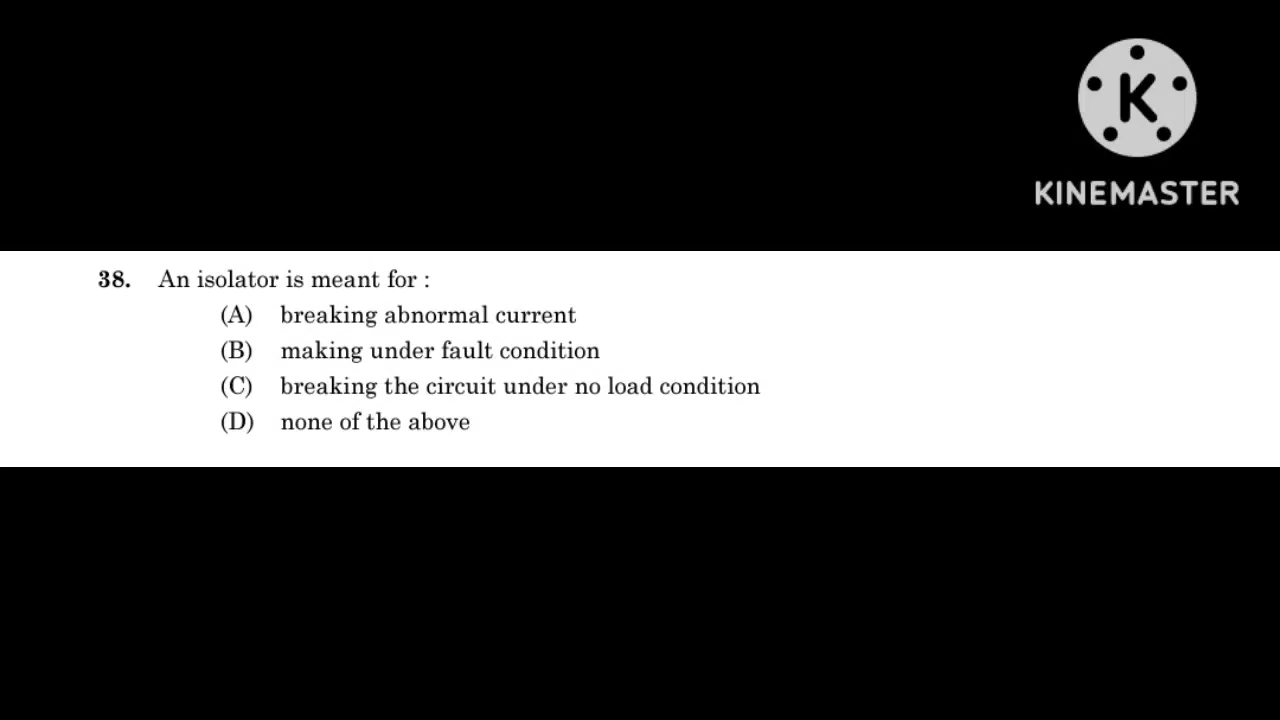 K
KINEMASTER
38. An isolator is meant for :
(A) breaking abnormal current
(B) making under fault condition
(C) breaking the circuit under no load condition
(D) none of the above